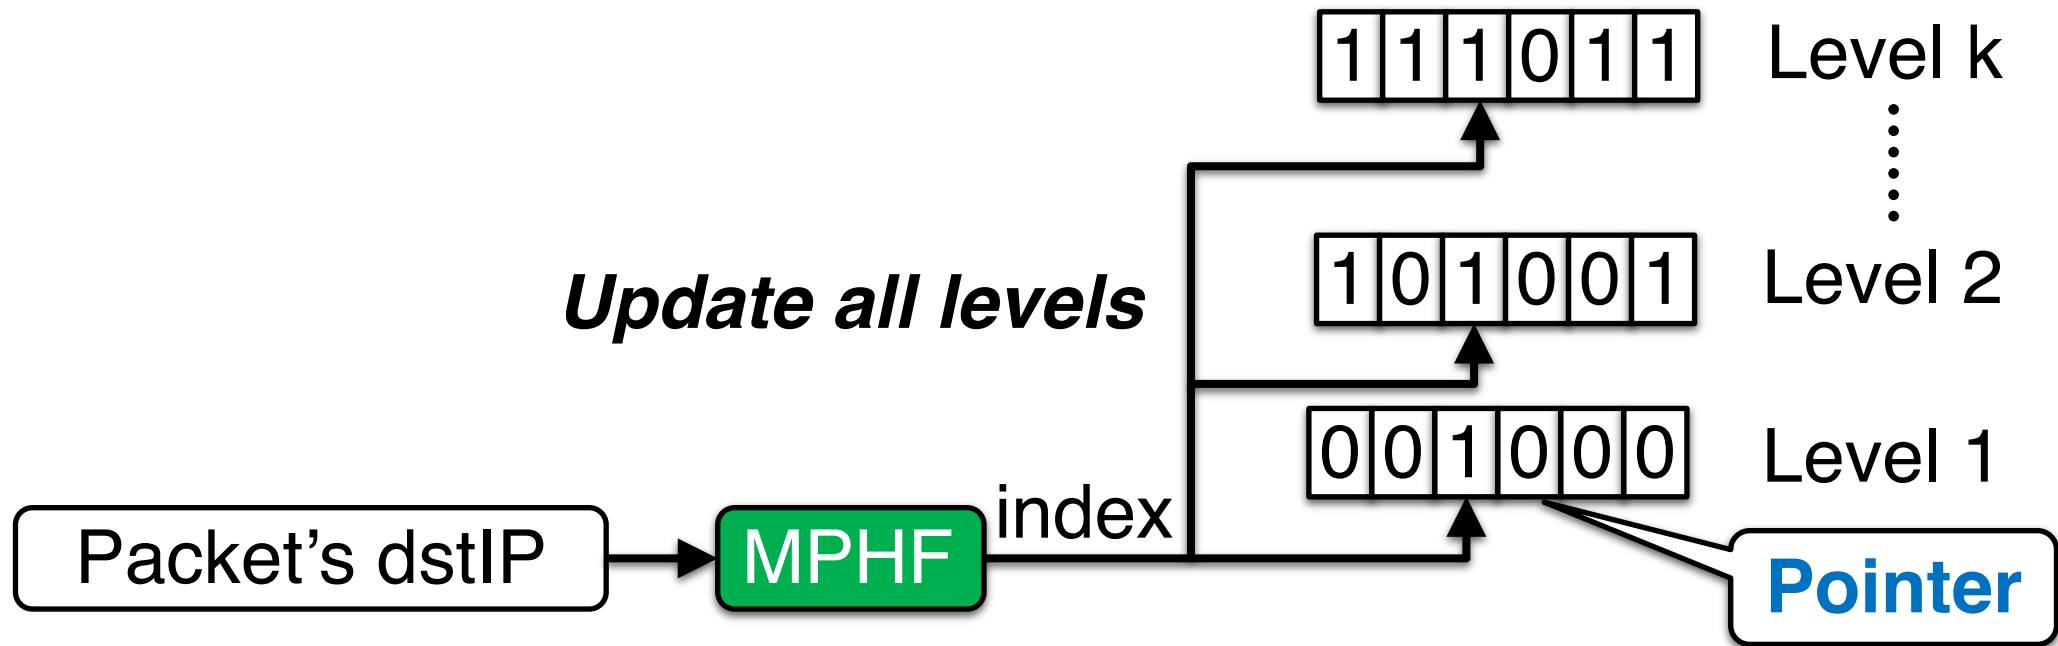 1 1 1 0 1 1 Level k
Update all levels
1 0 1 0 0 1 Level 2
0 0 1 0 0 0 Level 1
Packet’s dstIP
MPHF
index
Pointer